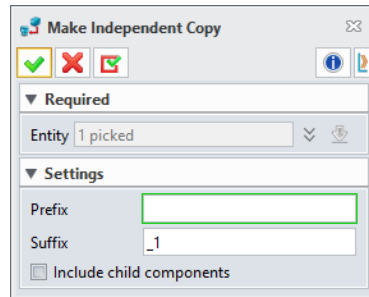 Make Independent Copy
Required
Entity 1 picked
Settings
Prefix
Suffix _1
Include child components